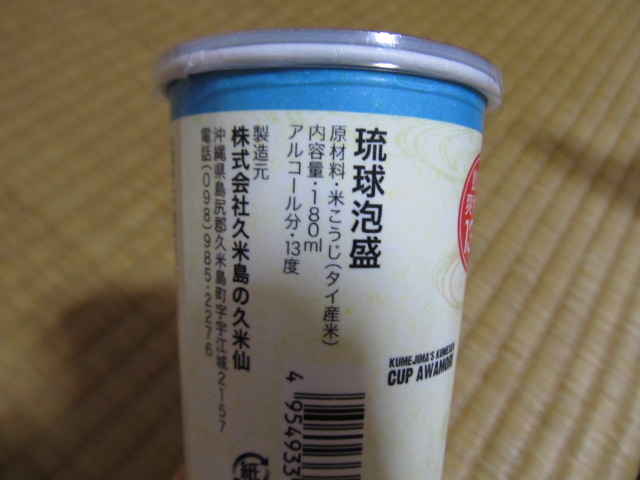 琉球泡盛
原材料・米こうじ(タイ産米)
内容量・180ml
アルコール分・13度
製造元
株式会社久米島の久米仙
沖縄県島尻郡久米島町字宇江城2157
電話(098)985-2276
KUMEJIMA'S KUMESEN
CUP AWAMORI
4 954933
紙